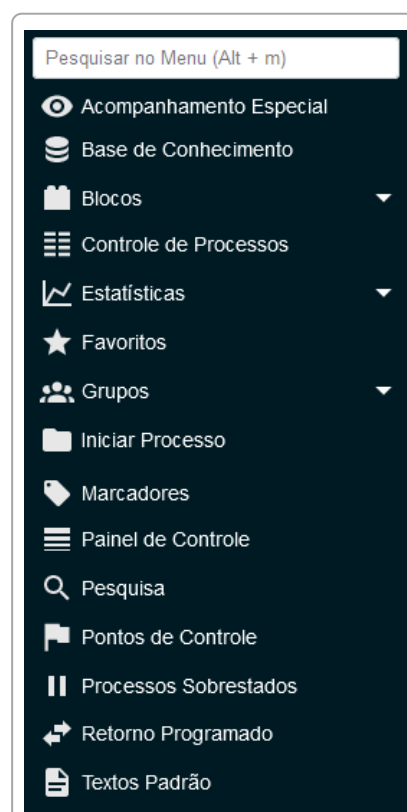 Pesquisar no Menu (Alt + m)
Acompanhamento Especial
Base de Conhecimento
Blocos
Controle de Processos
Estatísticas
Favoritos
Grupos
Iniciar Processo
Marcadores
Painel de Controle
Pesquisa
Pontos de Controle
Processos Sobrestados
Retorno Programado
Textos Padrão